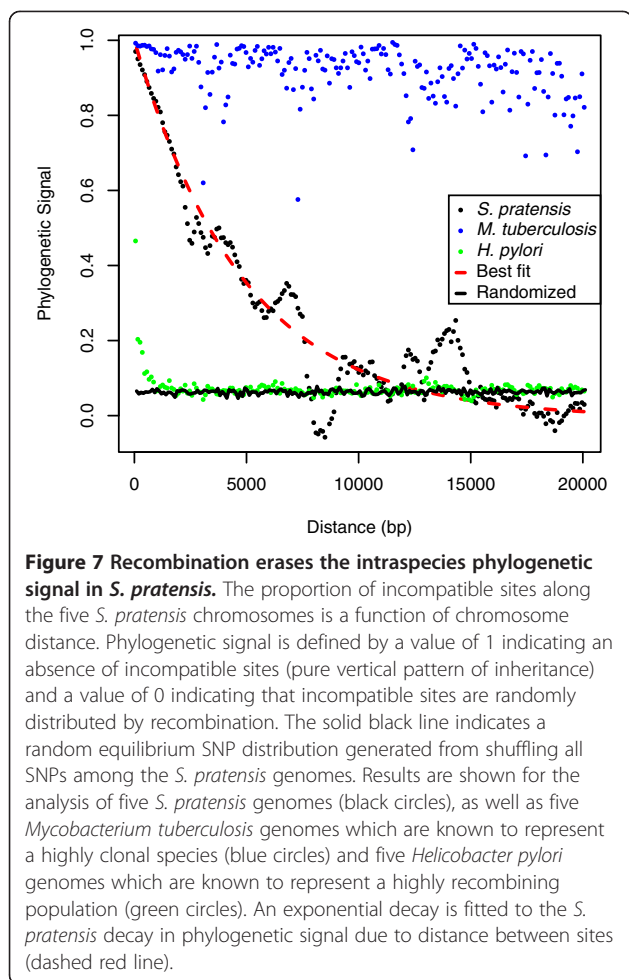 1.0
0.8
0.6
0.4
0.2
0.0
Phylogenetic Signal
S. pratensis
M. tuberculosis
H. pylori
Best fit
Randomized
0 5000 10000 15000 20000
Distance (bp)
Figure 7 Recombination erases the intraspecies phylogenetic
signal in S. pratensis. The proportion of incompatible sites along
the five S. pratensis chromosomes is a function of chromosome
distance. Phylogenetic signal is defined by a value of 1 indicating an
absence of incompatible sites (pure vertical pattern of inheritance)
and a value of 0 indicating that incompatible sites are randomly
distributed by recombination. The solid black line indicates a
random equilibrium SNP distribution generated from shuffling all
SNPs among the S. pratensis genomes. Results are shown for the
analysis of five S. pratensis genomes (black circles), as well as five
Mycobacterium tuberculosis genomes which are known to represent
a highly clonal species (blue circles) and five Helicobacter pylori
genomes which are known to represent a highly recombining
population (green circles). An exponential decay is fitted to the S.
pratensis decay in phylogenetic signal due to distance between sites
(dashed red line).